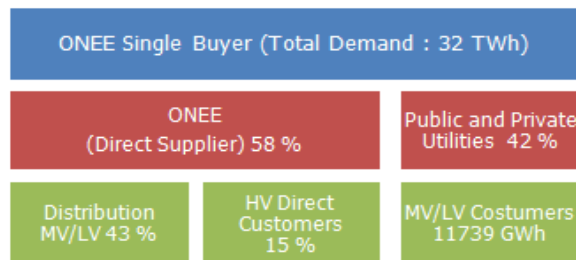 ONEE Single Buyer (Total Demand : 32 TWh)
ONEE
(Direct Supplier) 58 %
Public and Private
Utilities 42 %
Distribution
MV/LV 43 %
HV Direct
Customers
15 %
MV/LV Costumers
11739 GWh